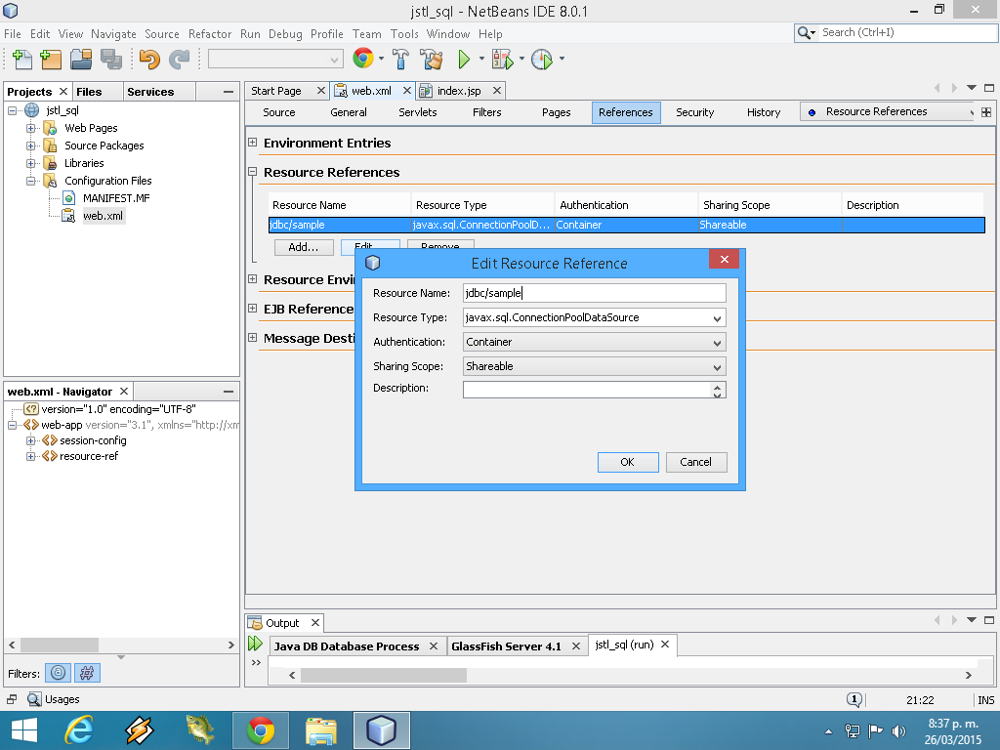 jstl_sql - NetBeans IDE 8.0.1
File Edit View Navigate Source Refactor Run Debug Profile Team Tools Window Help
Search (Ctrl+I)
Projects Files Services
Start Page web.xml index.jsp
jstl_sql
Web Pages
Source Packages
Libraries
Configuration Files
MANIFEST.MF
web.xml
Source General Servlets Filters Pages References Security History Resource References
Environment Entries
Resource References
Resource Name Resource Type Authentication Sharing Scope Description
jdbc/sample javax.sql.ConnectionPoolD... Container Shareable
Add... Edit Remove
Resource Envi
EJB Reference
Message Desti
Edit Resource Reference
Resource Name: jdbc/sample
Resource Type: javax.sql.ConnectionPoolDataSource
Authentication: Container
Sharing Scope: Shareable
Description:
OK Cancel
web.xml - Navigator
version="1.0" encoding="UTF-8"
web-app version="3.1", xmlns="http://xm
session-config
resource-ref
Filters:
Output
Java DB Database Process GlassFish Server 4.1 jstl_sql (run)
Usages
1 21:22 INS
8:37 p. m.
26/03/2015